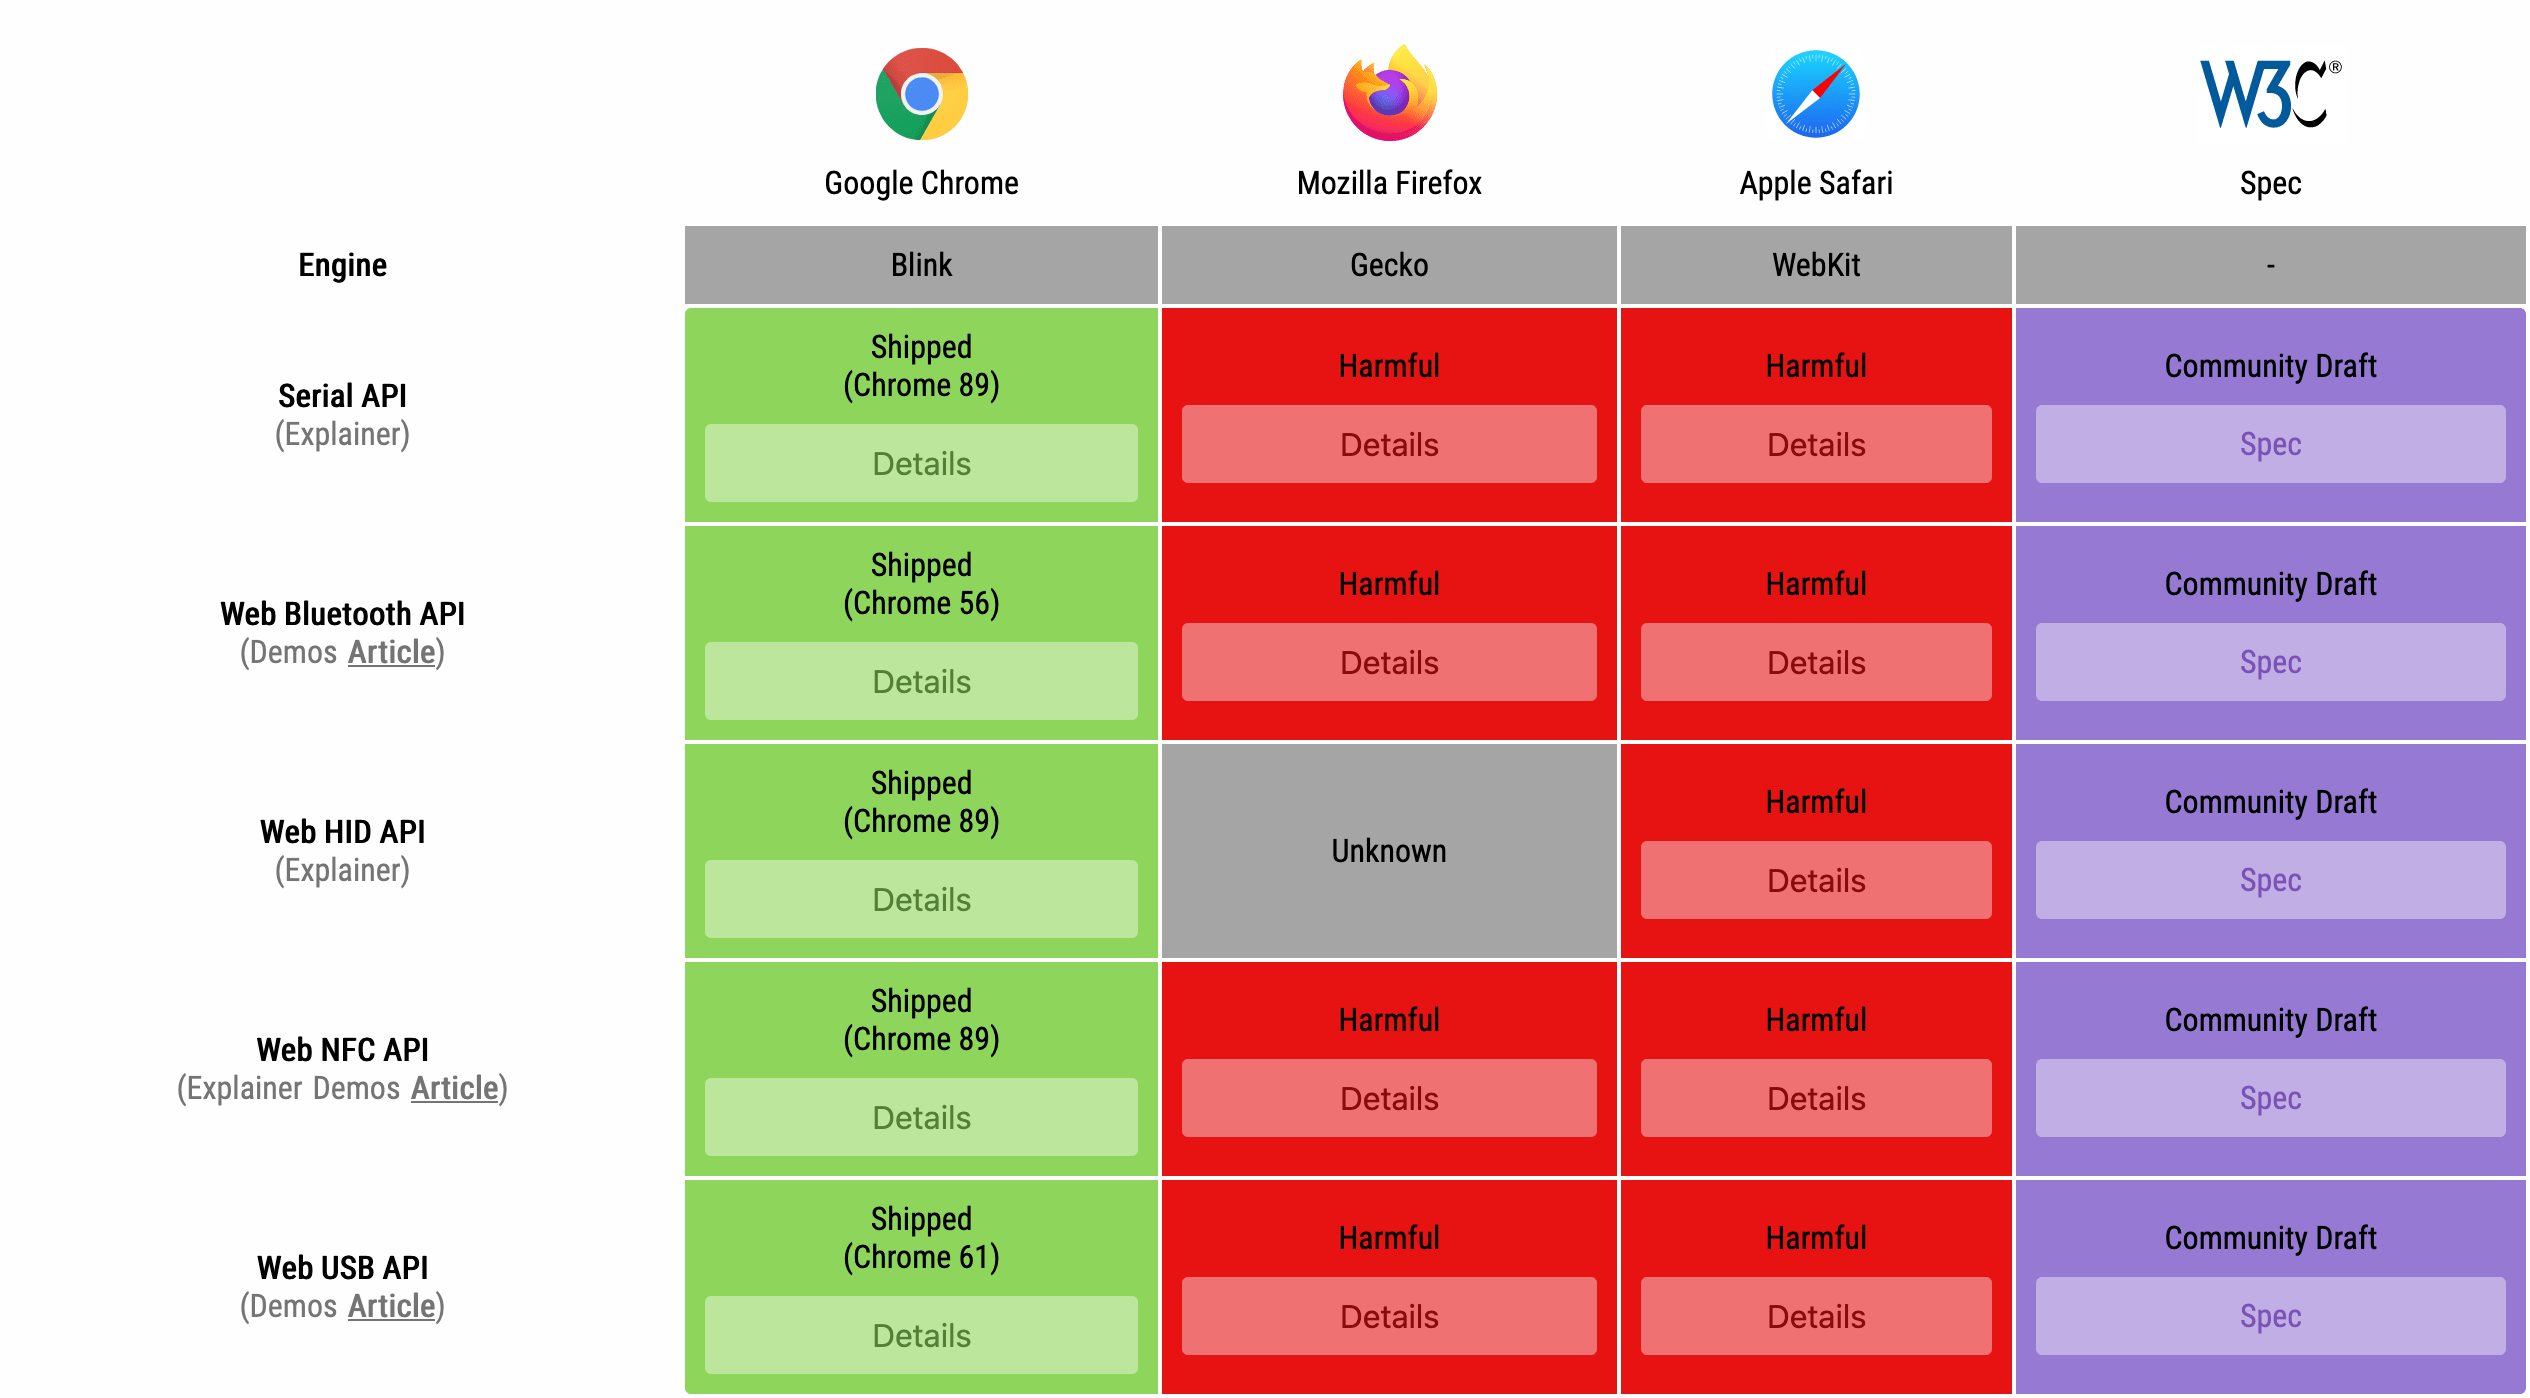 W3C®
Google Chrome
Mozilla Firefox
Apple Safari
Spec
Engine
Blink
Gecko
WebKit
-
Serial API
(Explainer)
Shipped
(Chrome 89)
Details
Harmful
Details
Harmful
Details
Community Draft
Spec
Web Bluetooth API
(Demos Article)
Shipped
(Chrome 56)
Details
Harmful
Details
Harmful
Details
Community Draft
Spec
Web HID API
(Explainer)
Shipped
(Chrome 89)
Details
Unknown
Harmful
Details
Community Draft
Spec
Web NFC API
(Explainer Demos Article)
Shipped
(Chrome 89)
Details
Harmful
Details
Harmful
Details
Community Draft
Spec
Web USB API
(Demos Article)
Shipped
(Chrome 61)
Details
Harmful
Details
Harmful
Details
Community Draft
Spec